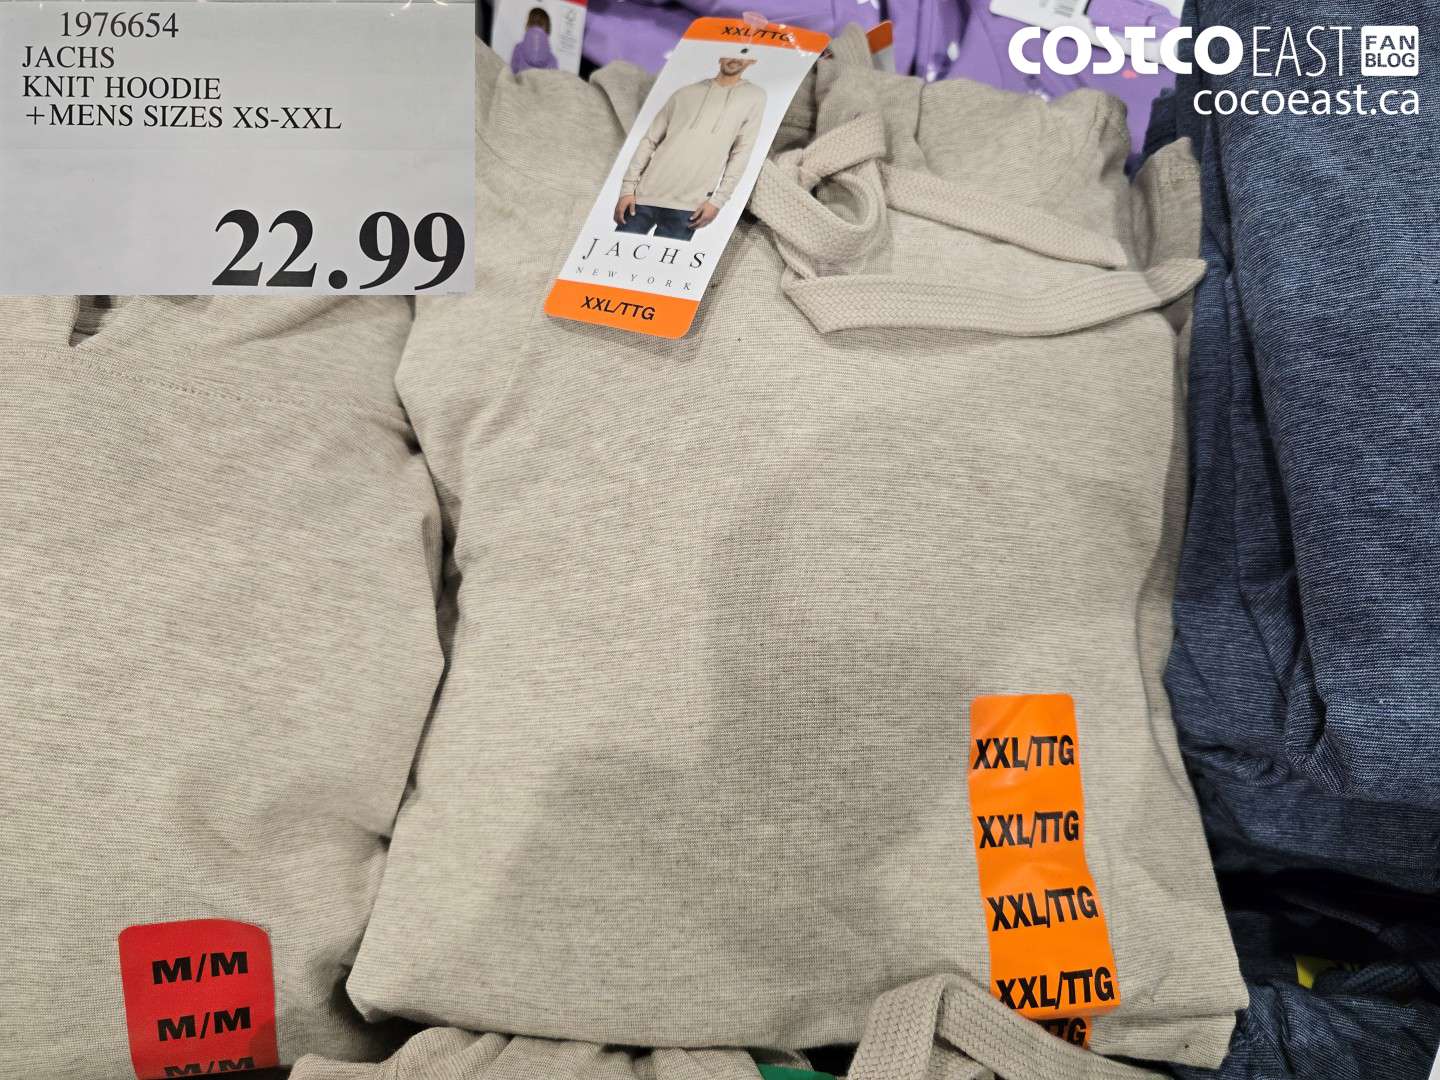 1976654
JACHS
KNIT HOODIE
+MENS SIZES XS-XXL
22.99
COSTCO EAST FAN BLOG
cocoeast.ca
XXL/TTG
JACHS
NEW YORK
XXL/TTG
XXL/TTG
XXL/TTG
XXL/TTG
XXL/TTG
TTG
M/M
M/M
M/M